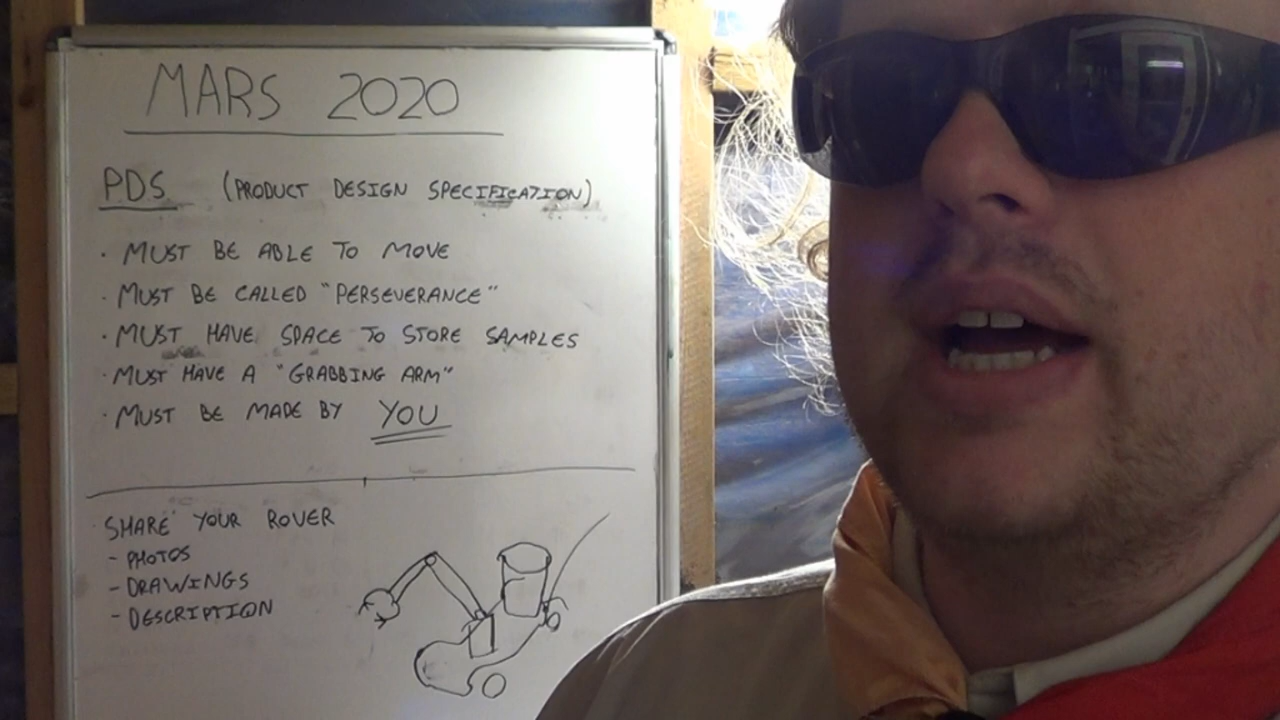 MARS 2020
PDS (PRODUCT DESIGN SPECIFICATION)
· MUST BE ABLE TO MOVE
· MUST BE CALLED "PERSEVERANCE"
· MUST HAVE SPACE TO STORE SAMPLES
· MUST HAVE A "GRABBING ARM"
· MUST BE MADE BY YOU
SHARE YOUR ROVER
- PHOTOS
- DRAWINGS
- DESCRIPTION